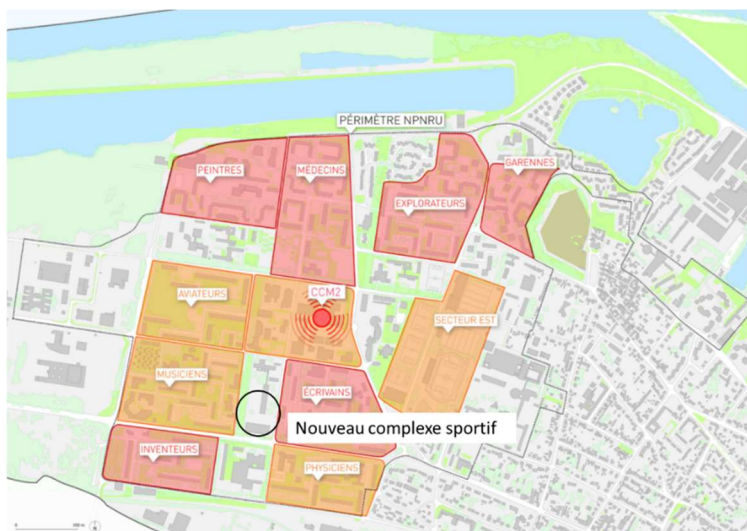 PÉRIMÈTRE NPNRU
PEINTRES
MÉDECINS
GARENNES
EXPLORATEURS
AVIATEURS
CCM2
SECTEUR EST
MUSICIENS
ÉCRIVAINS
Nouveau complexe sportif
INVENTEURS
PHYSICIENS